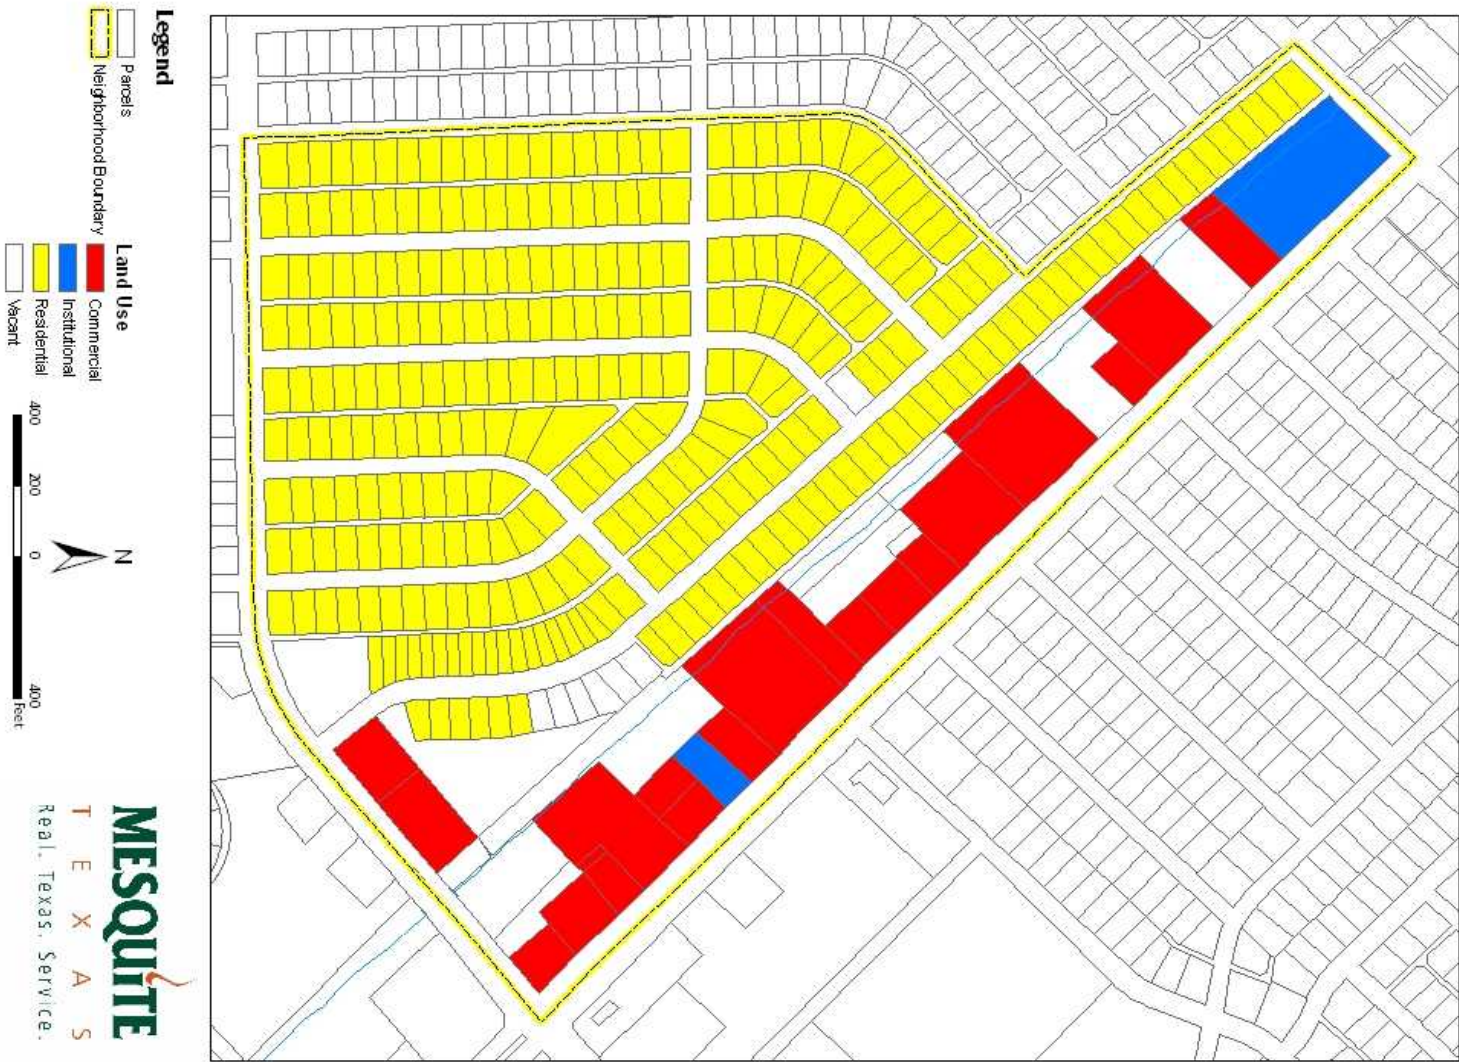 Legend
Parcels
Neighborhood Boundary
Land Use
Commercial
Institutional
Residential
Vacant
400 200 0 400
Feet
N
MESQUITE
TEXAS
Real. Texas. Service.